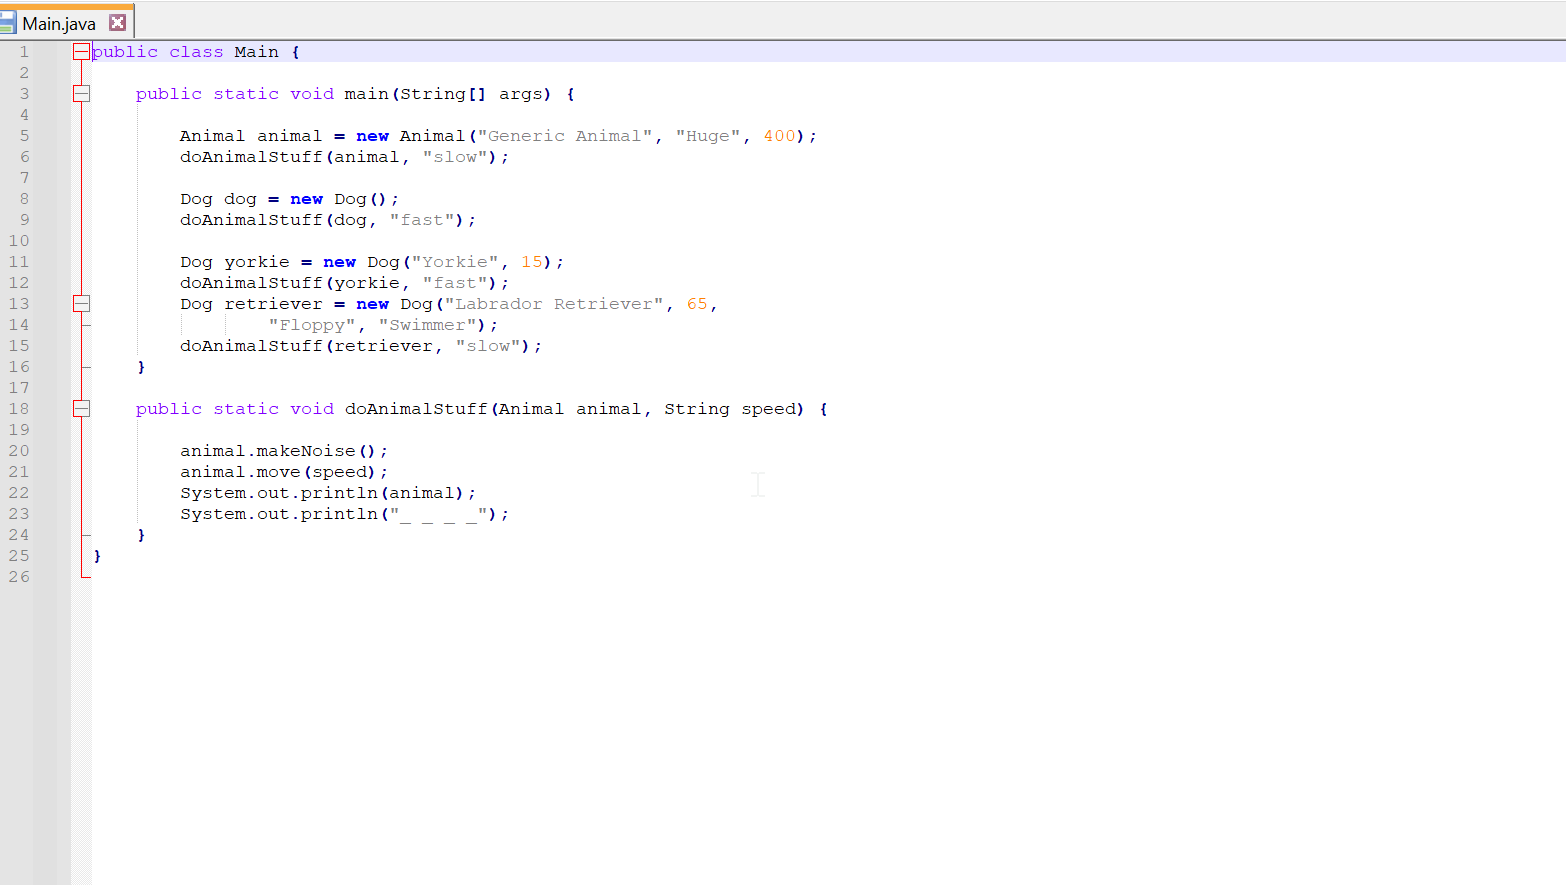 Main.java
1 public class Main {
2
3 public static void main(String[] args) {
4
5 Animal animal = new Animal("Generic Animal", "Huge", 400);
6 doAnimalStuff(animal, "slow");
7
8 Dog dog = new Dog();
9 doAnimalStuff(dog, "fast");
10
11 Dog yorkie = new Dog("Yorkie", 15);
12 doAnimalStuff(yorkie, "fast");
13 Dog retriever = new Dog("Labrador Retriever", 65,
14 "Floppy", "Swimmer");
15 doAnimalStuff(retriever, "slow");
16 }
17
18 public static void doAnimalStuff(Animal animal, String speed) {
19
20 animal.makeNoise();
21 animal.move(speed);
22 System.out.println(animal);
23 System.out.println("_ _ _ _");
24 }
25 }
26